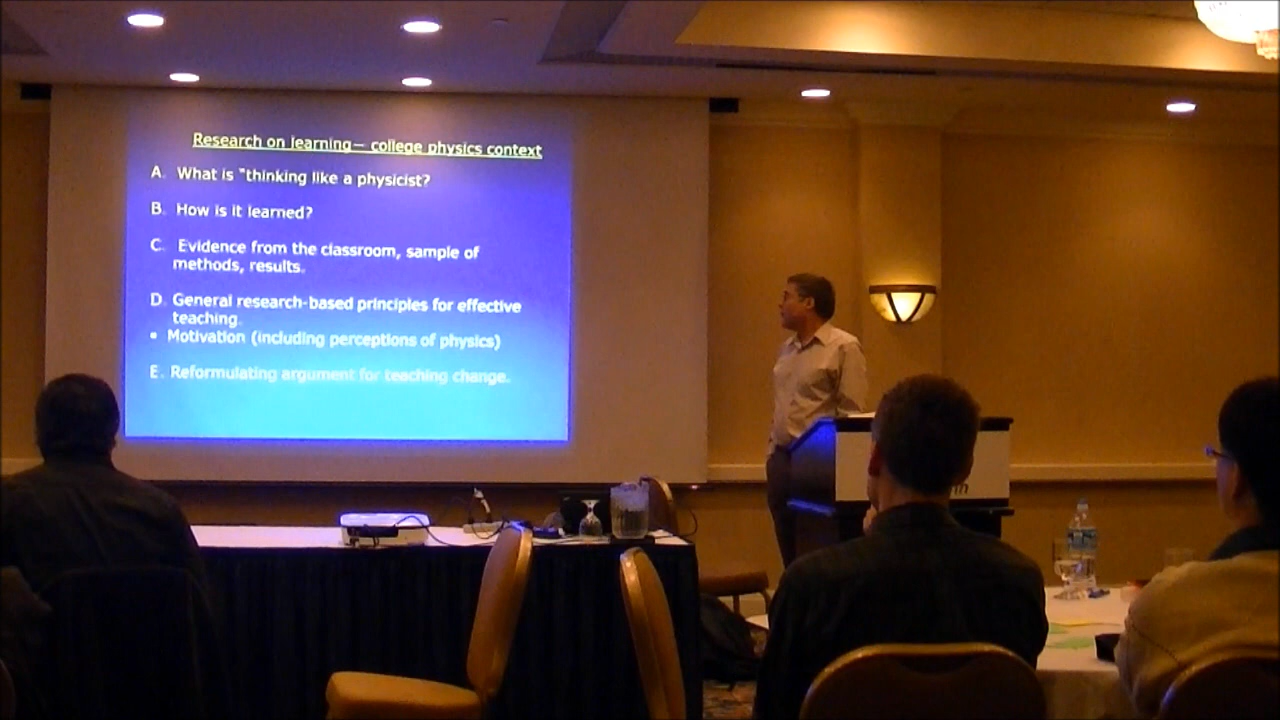 Research on learning— college physics context
A. What is "thinking like a physicist?
B. How is it learned?
C. Evidence from the classroom, sample of
methods, results.
D. General research-based principles for effective
teaching.
• Motivation (including perceptions of physics)
E. Reformulating argument for teaching change.